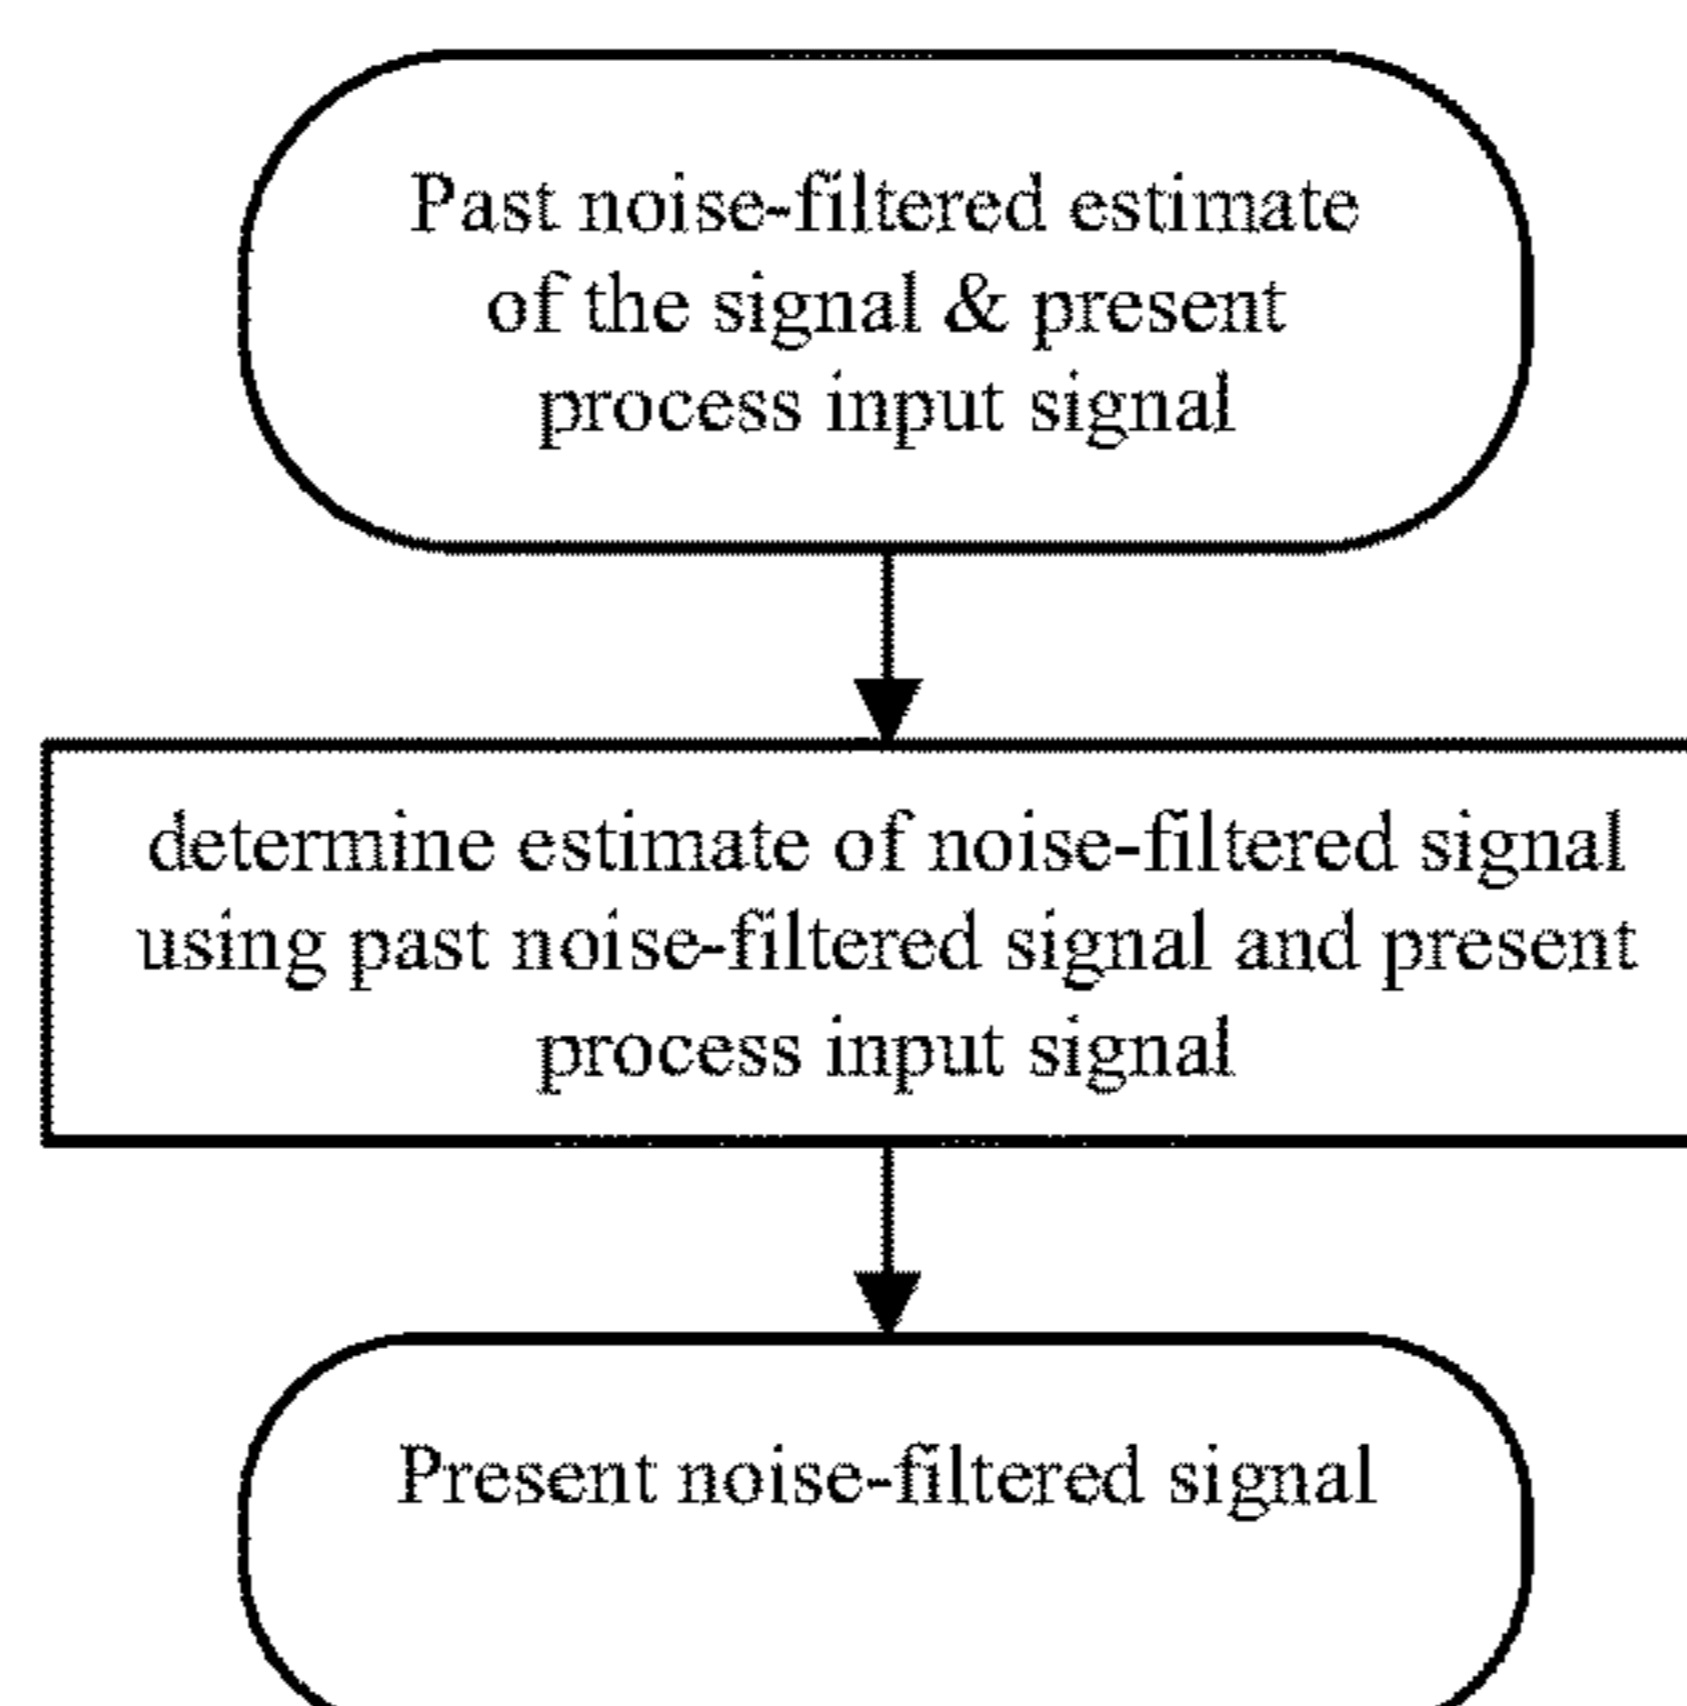 Past noise-filtered estimate
of the signal & present
process input signal
determine estimate of noise-filtered signal
using past noise-filtered signal and present
process input signal
Present noise-filtered signal